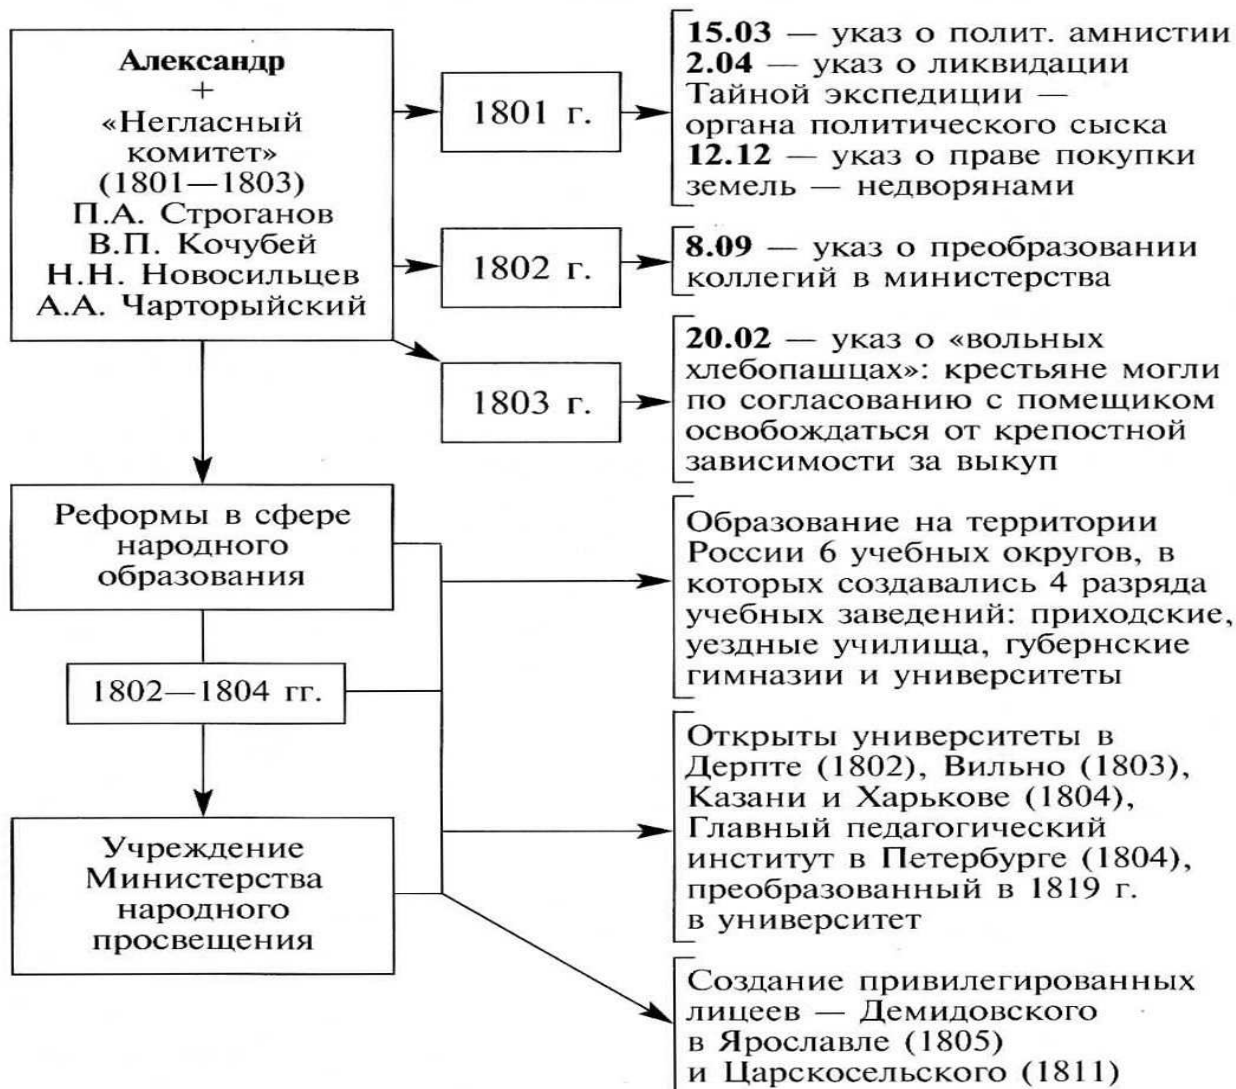 Александр
+
«Негласный
комитет»
(1801—1803)
П.А. Строганов
В.П. Кочубей
Н.Н. Новосильцев
А.А. Чарторыйский
1801 г.
15.03 — указ о полит. амнистии
2.04 — указ о ликвидации
Тайной экспедиции —
органа политического сыска
12.12 — указ о праве покупки
земель — недворянами
1802 г.
8.09 — указ о преобразовании
коллегий в министерства
1803 г.
20.02 — указ о «вольных
хлебопашцах»: крестьяне могли
по согласованию с помещиком
освобождаться от крепостной
зависимости за выкуп
Реформы в сфере
народного
образования
1802—1804 гг.
Учреждение
Министерства
народного
просвещения
Образование на территории
России 6 учебных округов, в
которых создавались 4 разряда
учебных заведений: приходские,
уездные училища, губернские
гимназии и университеты
Открыты университеты в
Дерпте (1802), Вильно (1803),
Казани и Харькове (1804),
Главный педагогический
институт в Петербурге (1804),
преобразованный в 1819 г.
в университет
Создание привилегированных
лицеев — Демидовского
в Ярославле (1805)
и Царскосельского (1811)